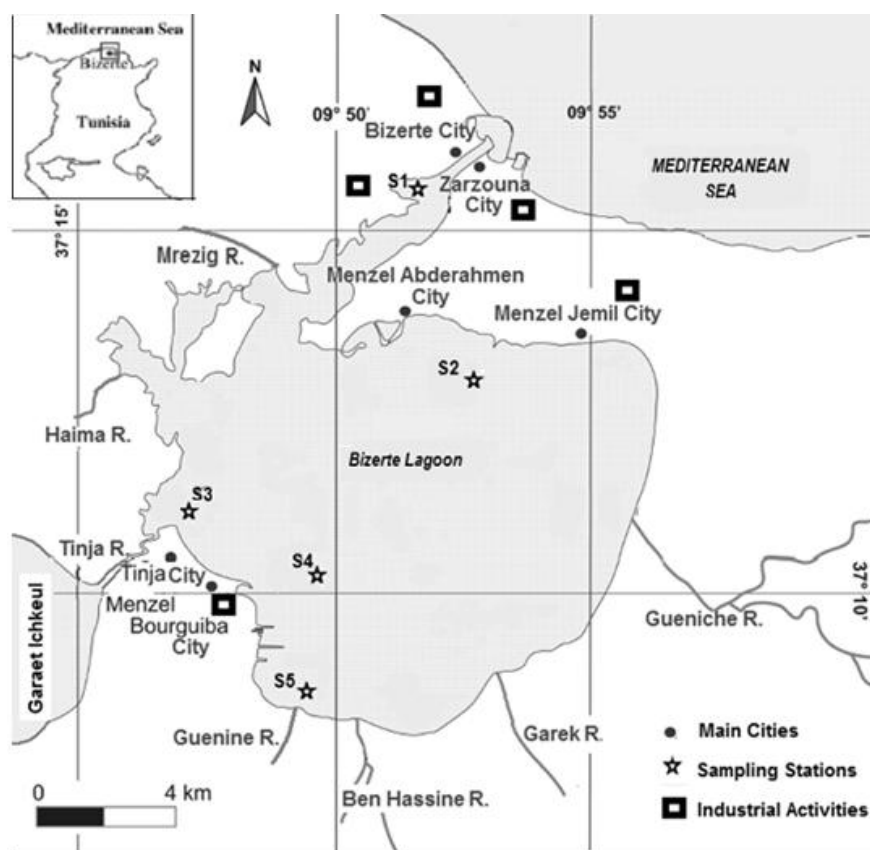 Mediterranean Sea
Bizerte
Tunisia
N
09° 50'
09° 55'
Bizerte City
MEDITERRANEAN
SEA
S1
Zarzouna
City
37° 15'
Mrezig R.
Menzel Abderahmen
City
Menzel Jemil City
S2
Haima R.
Bizerte Lagoon
S3
Tinja R.
Tinja City
S4
37° 10'
Menzel
Bourguiba
City
Gueniche R.
Garaet Ichkeul
S5
Guenine R.
Garek R.
Main Cities
Sampling Stations
0 4 km
Ben Hassine R.
Industrial Activities